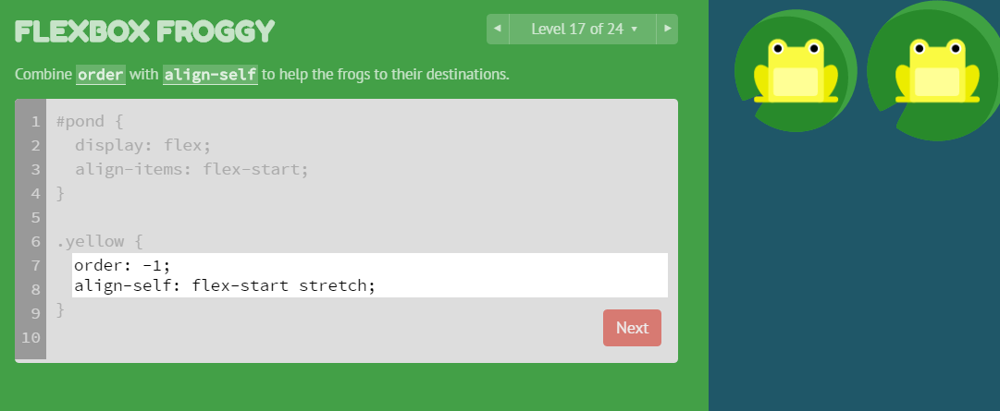 FLEXBOX FROGGY
◄ Level 17 of 24 ▾ ►
Combine order with align-self to help the frogs to their destinations.
1 #pond {
2 display: flex;
3 align-items: flex-start;
4 }
5
6 .yellow {
7 order: -1;
8 align-self: flex-start stretch;
9 }
10
Next